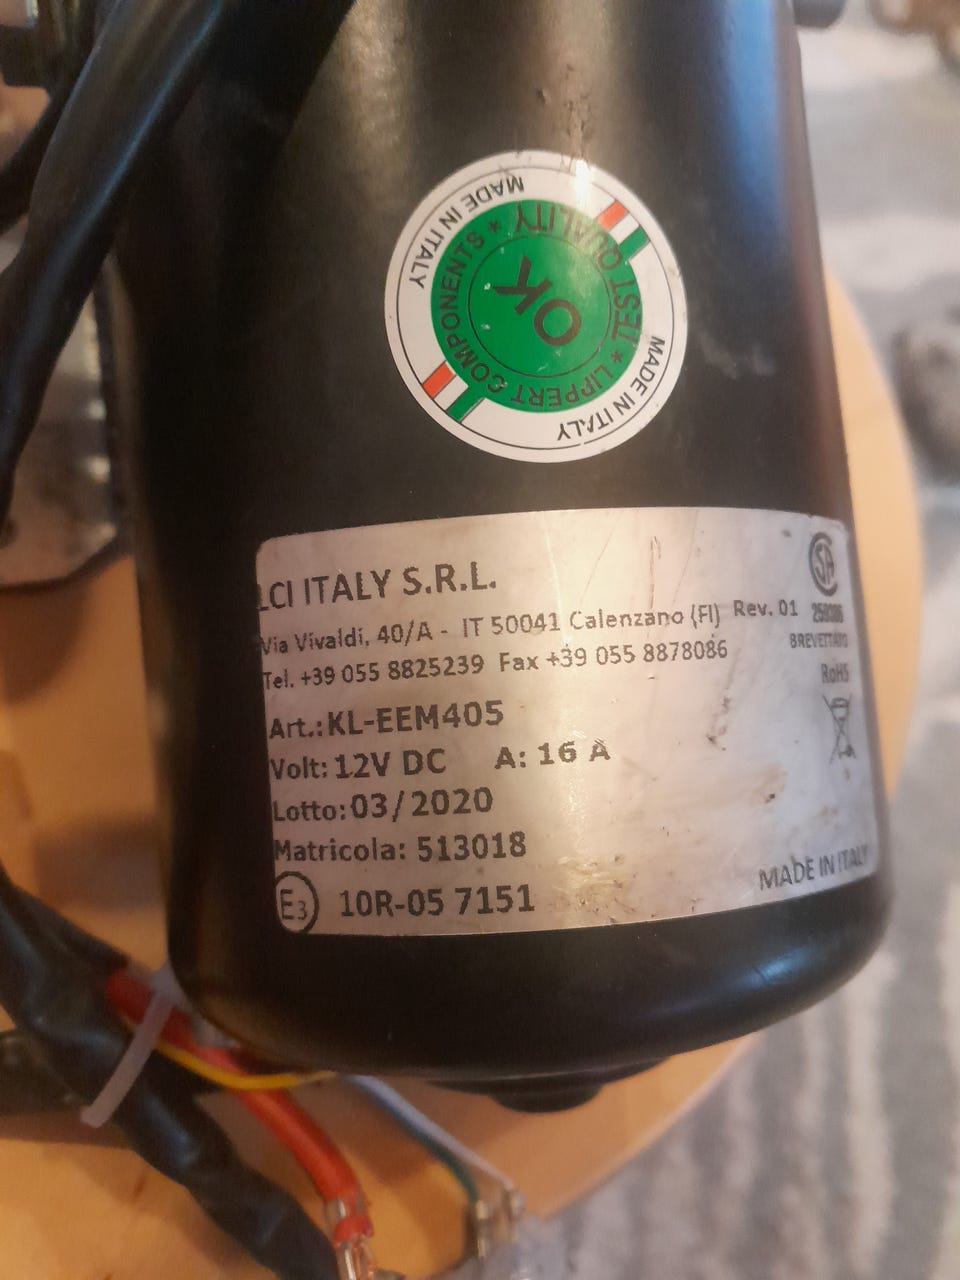 MADE IN ITALY
MADE IN ITALY
TEST QUALITY * LIPPERT COMPONENTS *
OK
LCI ITALY S.R.L.
Via Vivaldi, 40/A - IT 50041 Calenzano (FI) Rev. 01
Tel. +39 055 8825239 Fax +39 055 8878086
SA
BREVETTATO
RoHS
Art.: KL-EEM405
Volt: 12V DC A: 16 A
Lotto: 03/2020
Matricola: 513018
E3 10R-05 7151
MADE IN ITALY